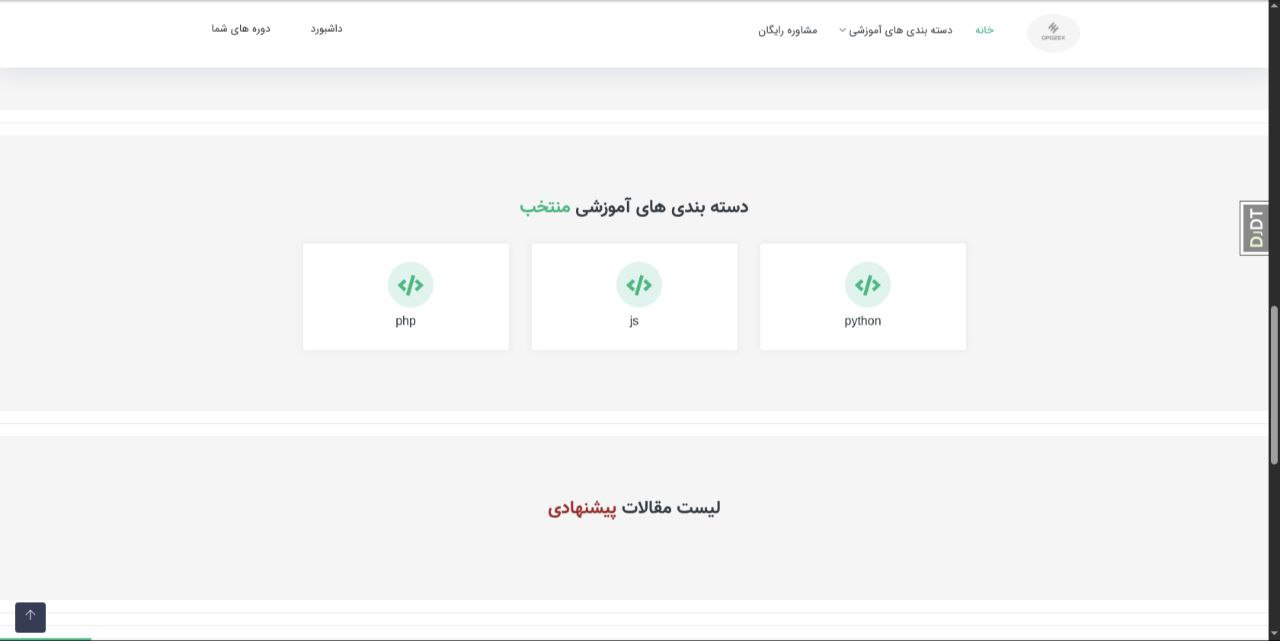 خانه
دسته بندی های آموزشی
مشاوره رایگان
داشبورد
دوره های شما
OPGZEX
دسته بندی های آموزشی منتخب
python
js
php
DjDT
لیست مقالات پیشنهادی